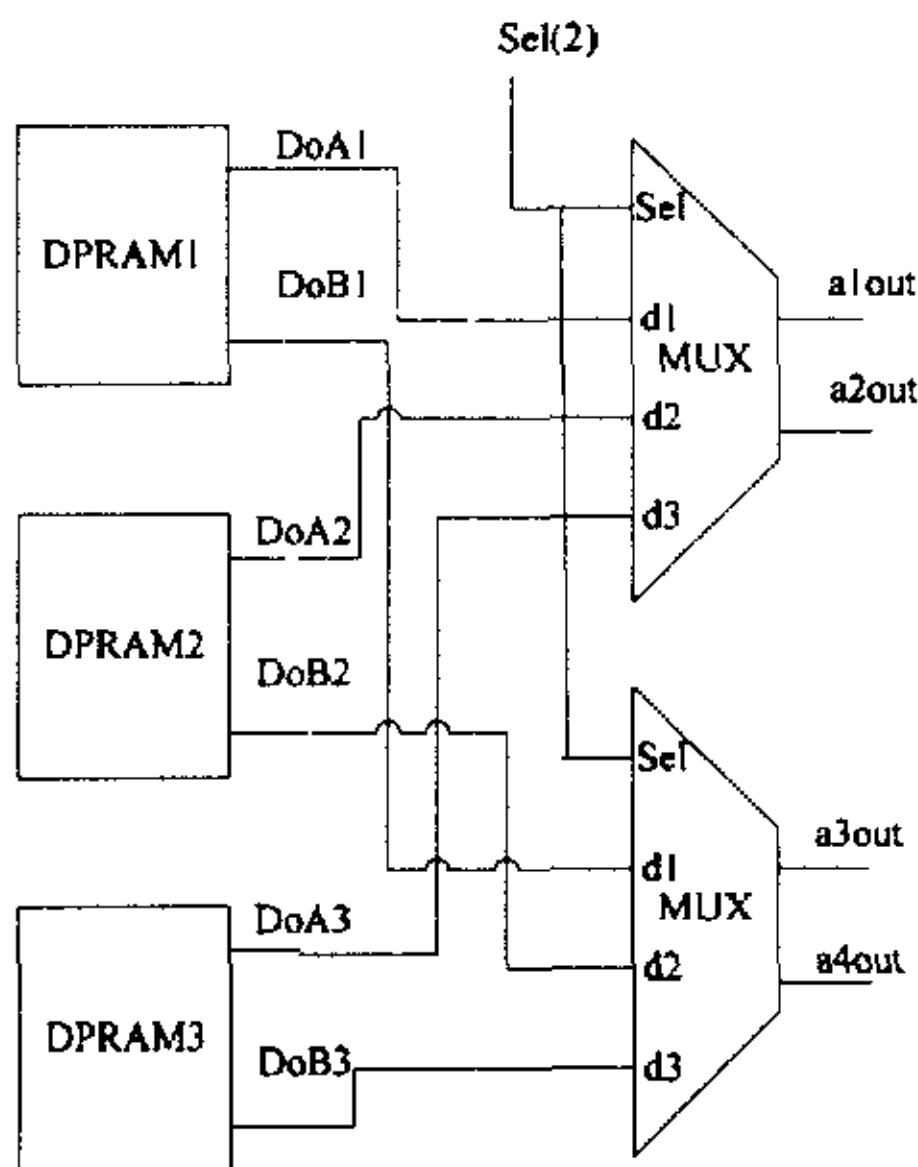 Sel(2)
DoA1
DPRAM1
DoB1
Sel
d1
MUX
d2
d3
a1out
a2out
DoA2
DPRAM2
DoB2
Sel
d1
MUX
d2
d3
a3out
a4out
DoA3
DPRAM3
DoB3